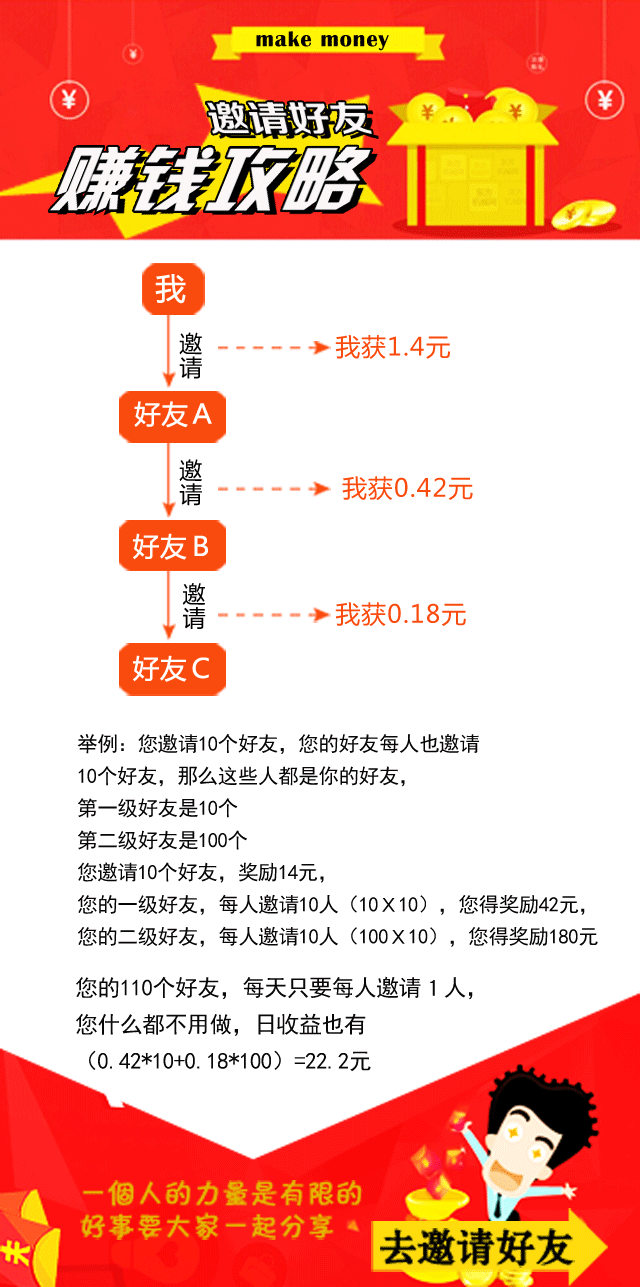 make money
邀请好友
赚钱攻略
¥
¥
¥
¥
¥
我
邀请
我获1.4元
好友A
邀请
我获0.42元
好友B
邀请
我获0.18元
好友C
举例：您邀请10个好友，您的好友每人也邀请
10个好友，那么这些人都是你的好友，
第一级好友是10个
第二级好友是100个
您邀请10个好友，奖励14元，
您的一级好友，每人邀请10人（10X10），您得奖励42元，
您的二级好友，每人邀请10人（100X10），您得奖励180元
您的110个好友，每天只要每人邀请 1 人，
您什么都不用做，日收益也有
（0.42*10+0.18*100）=22.2元
一個人的力量是有限的
好事要大家一起分享
去邀请好友